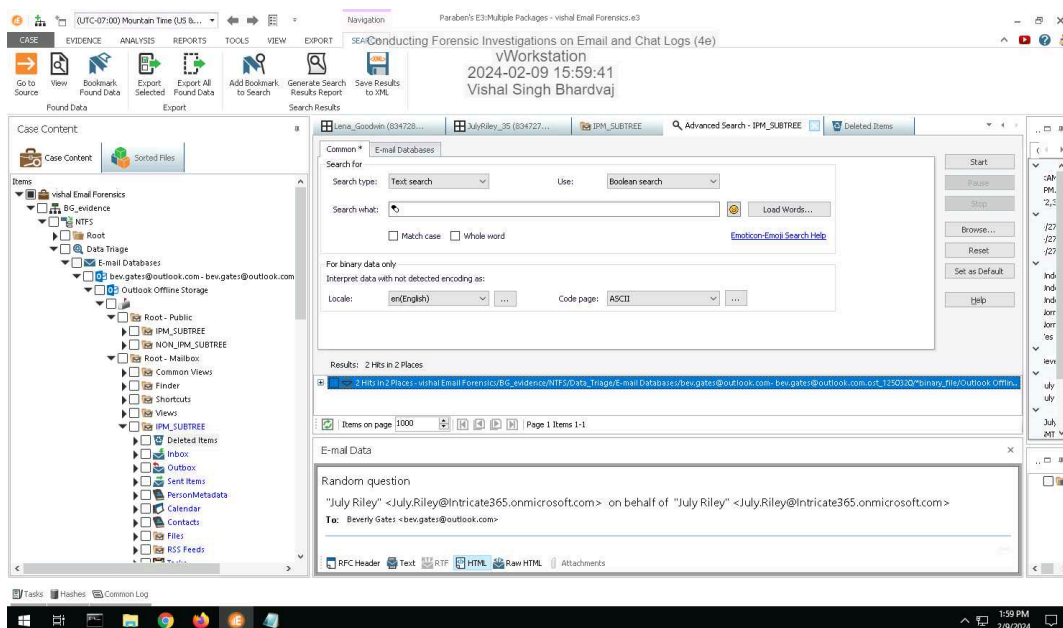 (UTC-07:00) Mountain Time (US &...
Navigation
Paraben's E3:Multiple Packages - vishal Email Forensics.e3
CASE EVIDENCE ANALYSIS REPORTS TOOLS VIEW EXPORT
Conducting Forensic Investigations on Email and Chat Logs (4e)
vWorkstation
2024-02-09 15:59:41
Vishal Singh Bhardvaj
Go to Source
View
Bookmark Found Data
Export Selected
Export All Found Data
Add Bookmark to Search
Generate Search Results Report
Save Results to XML
Found Data Export Search Results
Case Content
Case Content Sorted Files
Items
vishal Email Forensics
BG_evidence
NTFS
Root
Data Triage
E-mail Databases
bev.gates@outlook.com - bev.gates@outlook.com
Outlook Offline Storage
Root - Public
IPM_SUBTREE
NON_IPM_SUBTREE
Root - Mailbox
Common Views
Finder
Shortcuts
Views
IPM_SUBTREE
Deleted Items
Inbox
Outbox
Sent Items
PersonMetadata
Calendar
Contacts
Files
RSS Feeds
Lena_Goodwin (834728... JulyRiley_35 (834727... IPM_SUBTREE Advanced Search - IPM_SUBTREE Deleted Items
Common * E-mail Databases
Search for
Search type: Text search Use: Boolean search
Search what: Load Words...
Match case Whole word Emoticon-Emoji Search Help
For binary data only
Interpret data with not detected encoding as:
Locale: en(English) ... Code page: ASCII ...
Start
Pause
Stop
Browse...
Reset
Set as Default
Help
Results: 2 Hits in 2 Places
2 Hits in 2 Places - vishal Email Forensics/BG_evidence/NTFS/Data_Triage/E-mail Databases/bev.gates@outlook.com- bev.gates@outlook.com.ost_1250320/*binary_file/Outlook Offlin...
Items on page 1000 Page 1 Items 1-1
E-mail Data
Random question
"July Riley" <July.Riley@Intricate365.onmicrosoft.com> on behalf of "July Riley" <July.Riley@Intricate365.onmicrosoft.com>
To: Beverly Gates <bev.gates@outlook.com>
RFC Header Text RTF HTML Raw HTML Attachments
Tasks Hashes Common Log
1:59 PM
2/9/2024